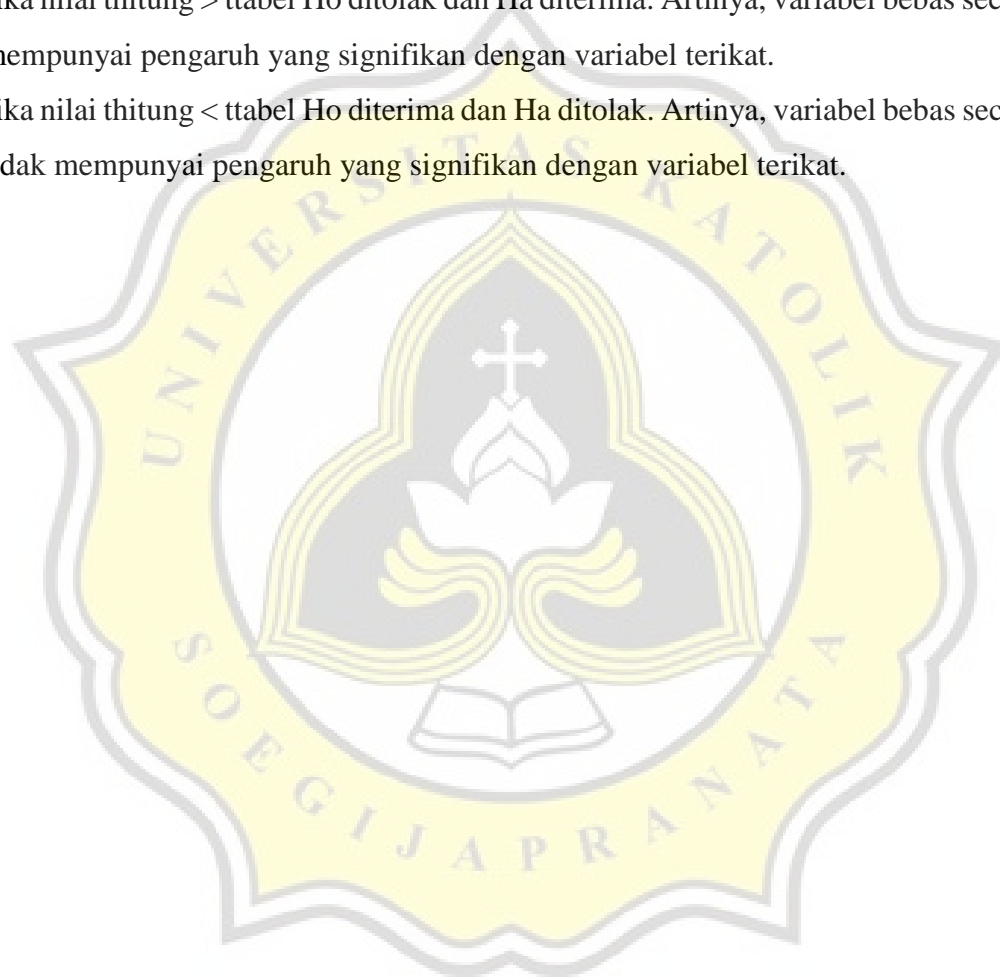 ika nilai thitung > ttabel Ho ditolak dan Ha diterima. Artinya, variabel bebas sec
mempunyai pengaruh yang signifikan dengan variabel terikat.
ika nilai thitung < ttabel Ho diterima dan Ha ditolak. Artinya, variabel bebas sec
dak mempunyai pengaruh yang signifikan dengan variabel terikat.
UNIVERSITAS KATOLIK
SOEGIJAPRANATA